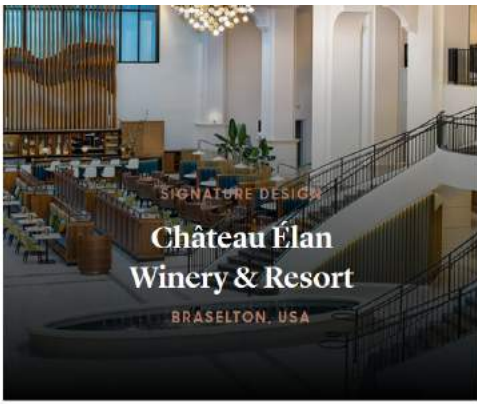 SIGNATURE DESIGN
Château Élan
Winery & Resort
BRASELTON, USA